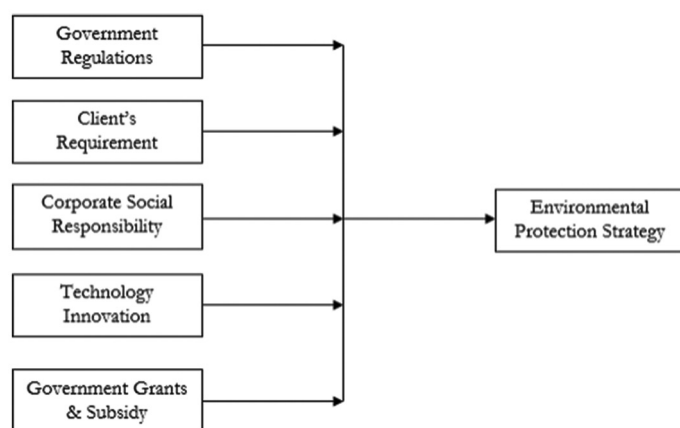 Government
Regulations
Client's
Requirement
Corporate Social
Responsibility
Technology
Innovation
Government Grants
& Subsidy
Environmental
Protection Strategy